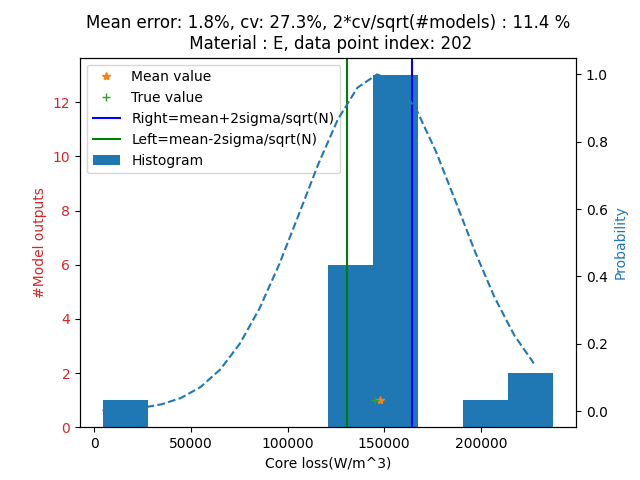 Mean error: 1.8%, cv: 27.3%, 2*cv/sqrt(#models) : 11.4 %
Material : E, data point index: 202
Mean value
True value
Right=mean+2sigma/sqrt(N)
Left=mean-2sigma/sqrt(N)
Histogram
#Model outputs
12
10
8
6
4
2
0
1.0
0.8
0.6
0.4
0.2
0.0
Probability
0 50000 100000 150000 200000
Core loss(W/m^3)